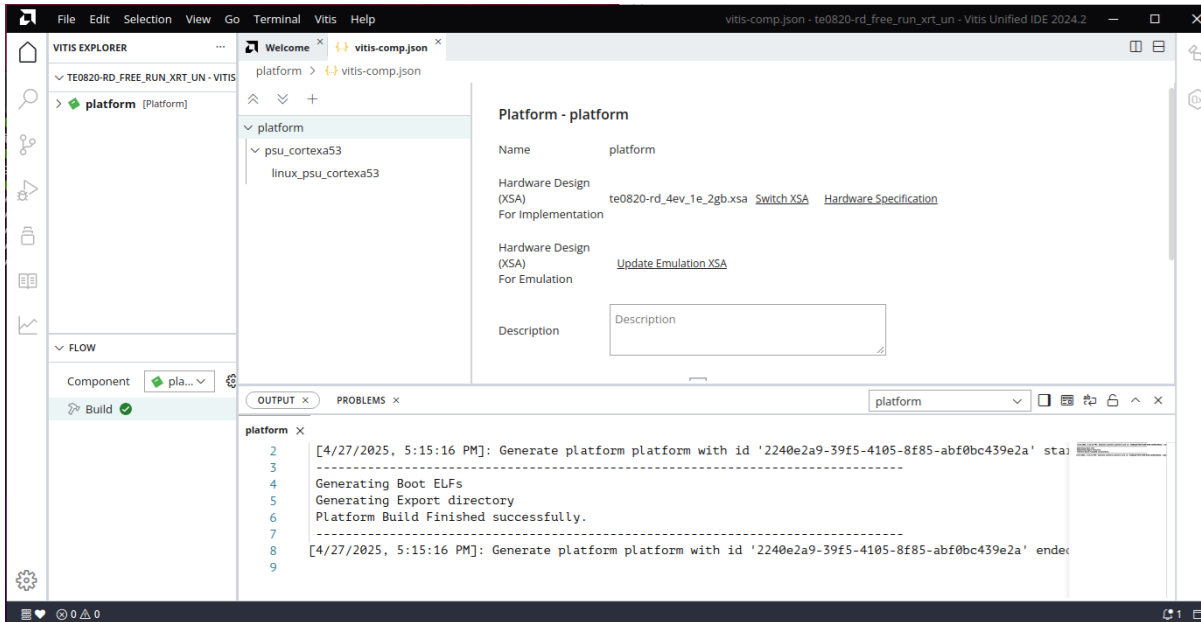 File Edit Selection View Go Terminal Vitis Help
vitis-comp.json - te0820-rd_free_run_xrt_un - Vitis Unified IDE 2024.2
VITIS EXPLORER ...
TE0820-RD_FREE_RUN_XRT_UN - VITIS
platform [Platform]
Welcome
vitis-comp.json
platform > {..} vitis-comp.json
platform
psu_cortexa53
linux_psu_cortexa53
Platform - platform
Name platform
Hardware Design
(XSA)
For Implementation
te0820-rd_4ev_1e_2gb.xsa Switch XSA Hardware Specification
Hardware Design
(XSA)
For Emulation
Update Emulation XSA
Description Description
FLOW
Component pla...
Build
OUTPUT PROBLEMS
platform
platform
2 [4/27/2025, 5:15:16 PM]: Generate platform platform with id '2240e2a9-39f5-4105-8f85-abf0bc439e2a' star
3 --------------------------------------------------------------------------------
4 Generating Boot ELFs
5 Generating Export directory
6 Platform Build Finished successfully.
7 --------------------------------------------------------------------------------
8 [4/27/2025, 5:15:16 PM]: Generate platform platform with id '2240e2a9-39f5-4105-8f85-abf0bc439e2a' ended
9
0 0
1